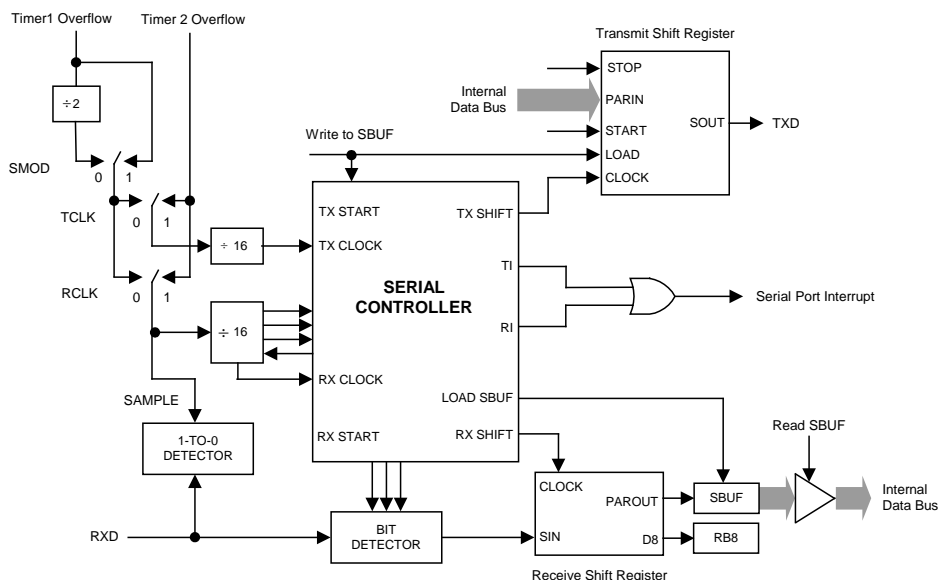 Timer1 Overflow
Timer 2 Overflow
÷2
SMOD
0
1
TCLK
0
1
RCLK
0
1
÷ 16
÷ 16
SAMPLE
1-TO-0
DETECTOR
RXD
Write to SBUF
TX START
TX CLOCK
SERIAL
CONTROLLER
RX CLOCK
RX START
TX SHIFT
TI
RI
LOAD SBUF
RX SHIFT
BIT
DETECTOR
Transmit Shift Register
Internal
Data Bus
STOP
PARIN
START
LOAD
CLOCK
SOUT
TXD
Serial Port Interrupt
Read SBUF
CLOCK
PAROUT
SIN
D8
SBUF
RB8
Internal
Data Bus
Receive Shift Register